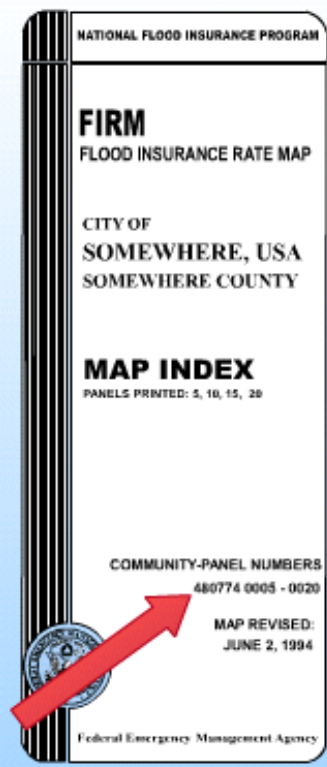 NATIONAL FLOOD INSURANCE PROGRAM
FIRM
FLOOD INSURANCE RATE MAP
CITY OF
SOMEWHERE, USA
SOMEWHERE COUNTY
MAP INDEX
PANELS PRINTED: 5, 10, 15, 20
COMMUNITY-PANEL NUMBERS
480774 0005 - 0020
MAP REVISED:
JUNE 2, 1994
Federal Emergency Management Agency